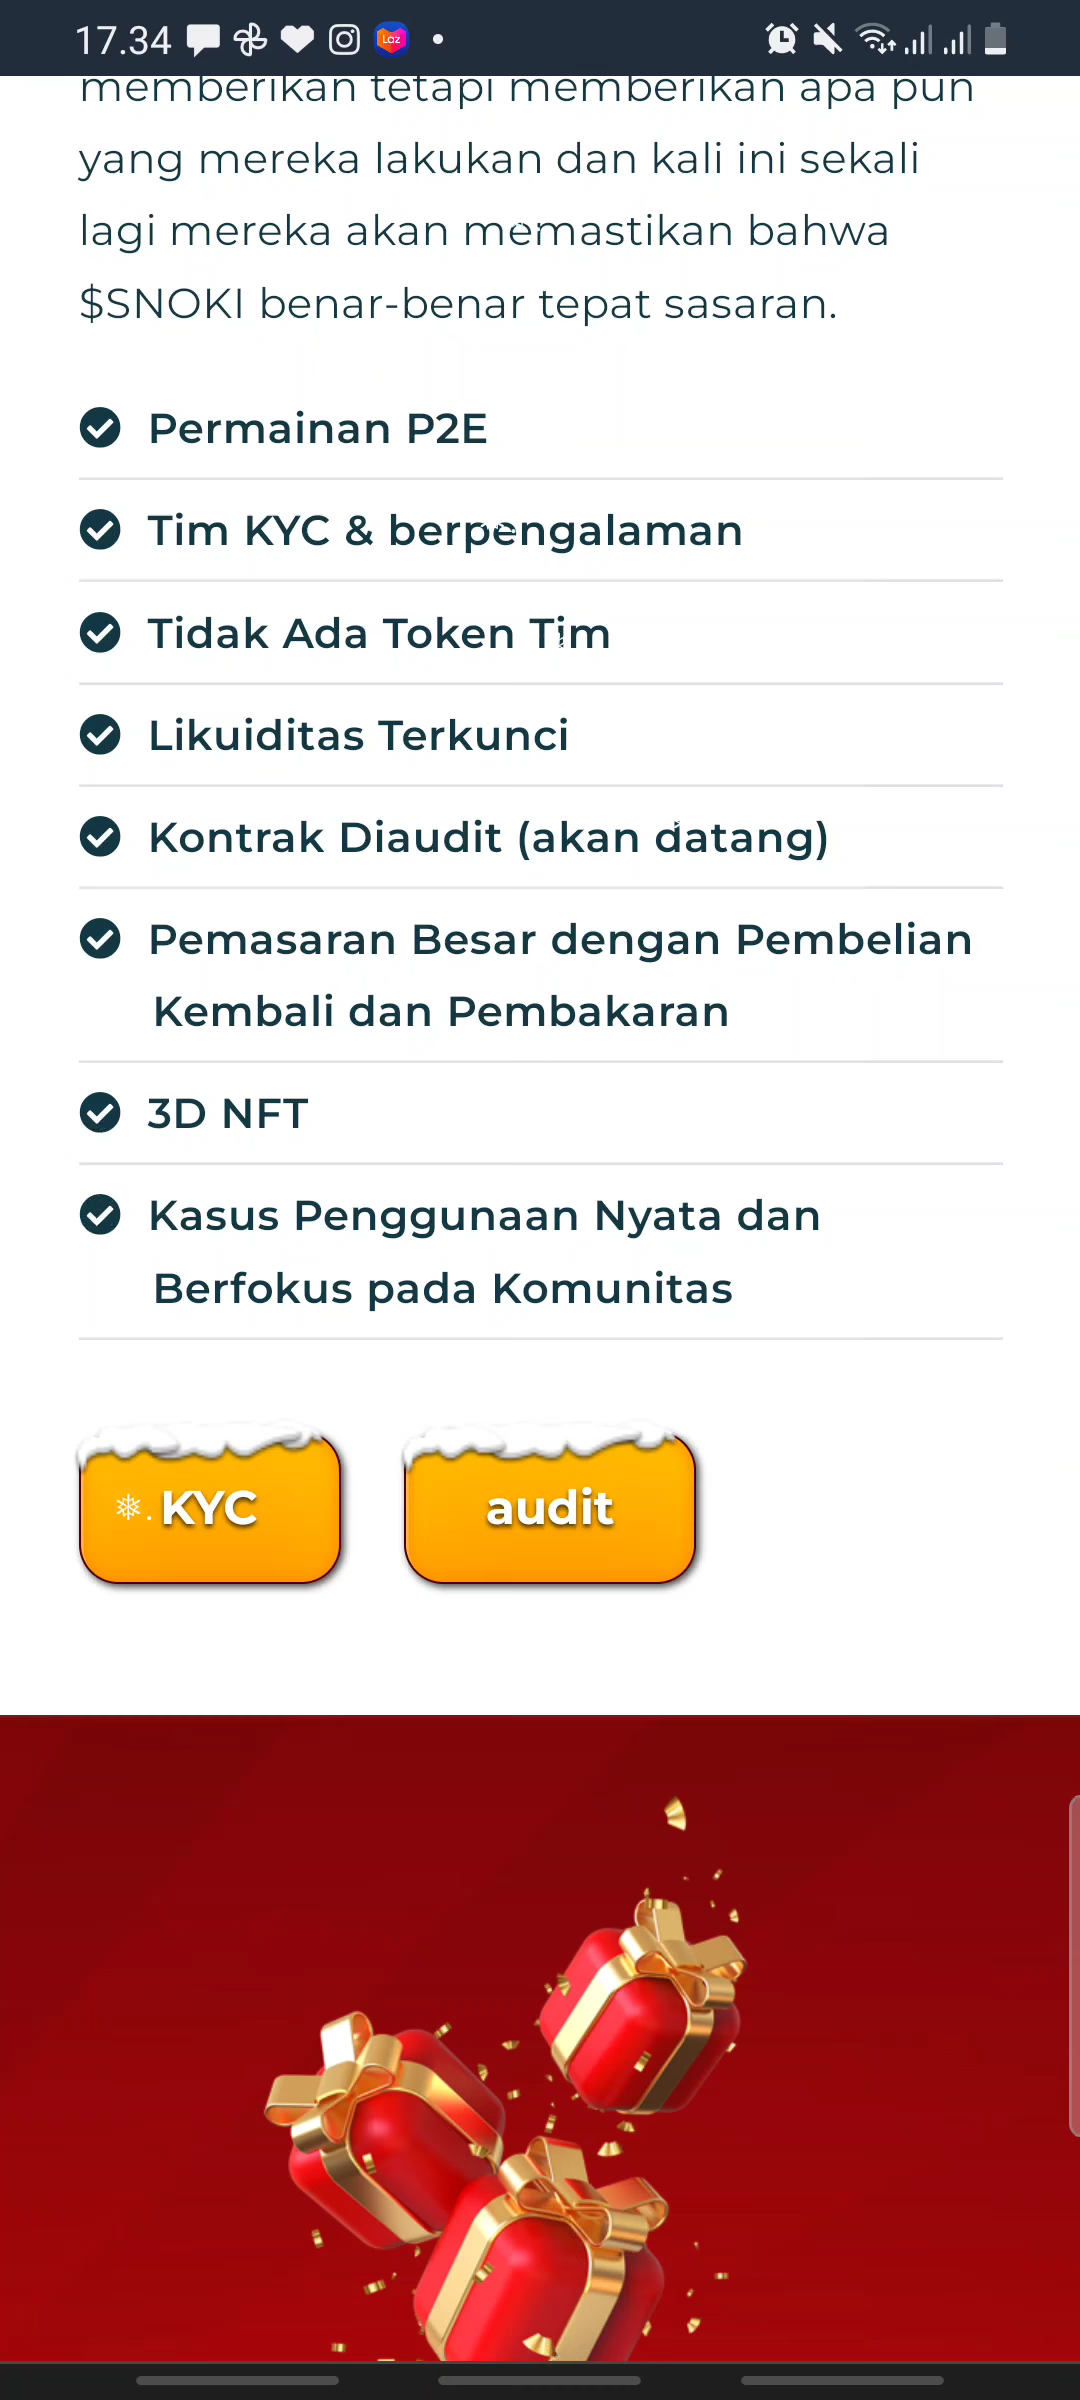 17.34
Laz
memberikan tetapi memberikan apa pun
yang mereka lakukan dan kali ini sekali
lagi mereka akan memastikan bahwa
$SNOKI benar-benar tepat sasaran.
Permainan P2E
Tim KYC & berpengalaman
Tidak Ada Token Tim
Likuiditas Terkunci
Kontrak Diaudit (akan datang)
Pemasaran Besar dengan Pembelian
Kembali dan Pembakaran
3D NFT
Kasus Penggunaan Nyata dan
Berfokus pada Komunitas
KYC
audit